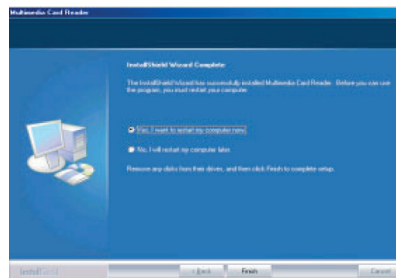 Multimedia Card Reader
InstallShield Wizard Complete
The InstallShield Wizard has successfully installed Multimedia Card Reader. Before you can use
the program, you must restart your computer.
Yes, I want to restart my computer now.
No, I will restart my computer later.
Remove any disks from their drives, and then click Finish to complete setup.
InstallShield
< Back
Finish
Cancel